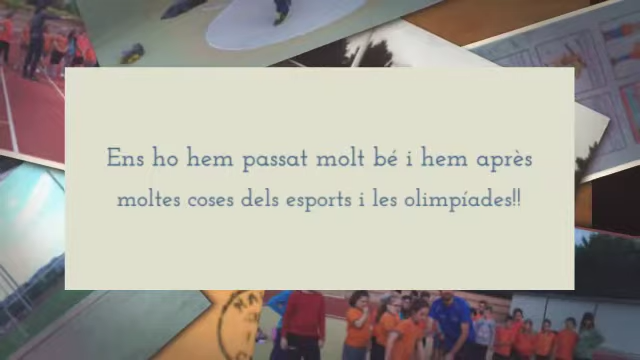 Ens ho hem passat molt bé i hem après
moltes coses dels esports i les olimpíades!!